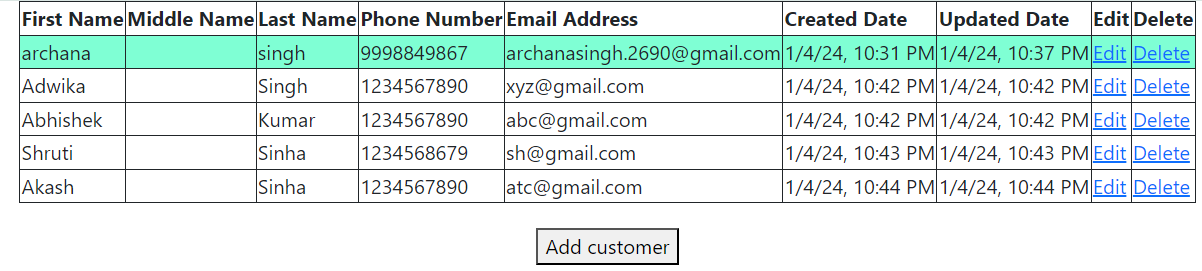 First Name Middle Name Last Name Phone Number Email Address Created Date Updated Date Edit Delete
archana singh 9998849867 archanasingh.2690@gmail.com 1/4/24, 10:31 PM 1/4/24, 10:37 PM Edit Delete
Adwika Singh 1234567890 xyz@gmail.com 1/4/24, 10:42 PM 1/4/24, 10:42 PM Edit Delete
Abhishek Kumar 1234567890 abc@gmail.com 1/4/24, 10:42 PM 1/4/24, 10:42 PM Edit Delete
Shruti Sinha 1234568679 sh@gmail.com 1/4/24, 10:43 PM 1/4/24, 10:43 PM Edit Delete
Akash Sinha 1234567890 atc@gmail.com 1/4/24, 10:44 PM 1/4/24, 10:44 PM Edit Delete
Add customer